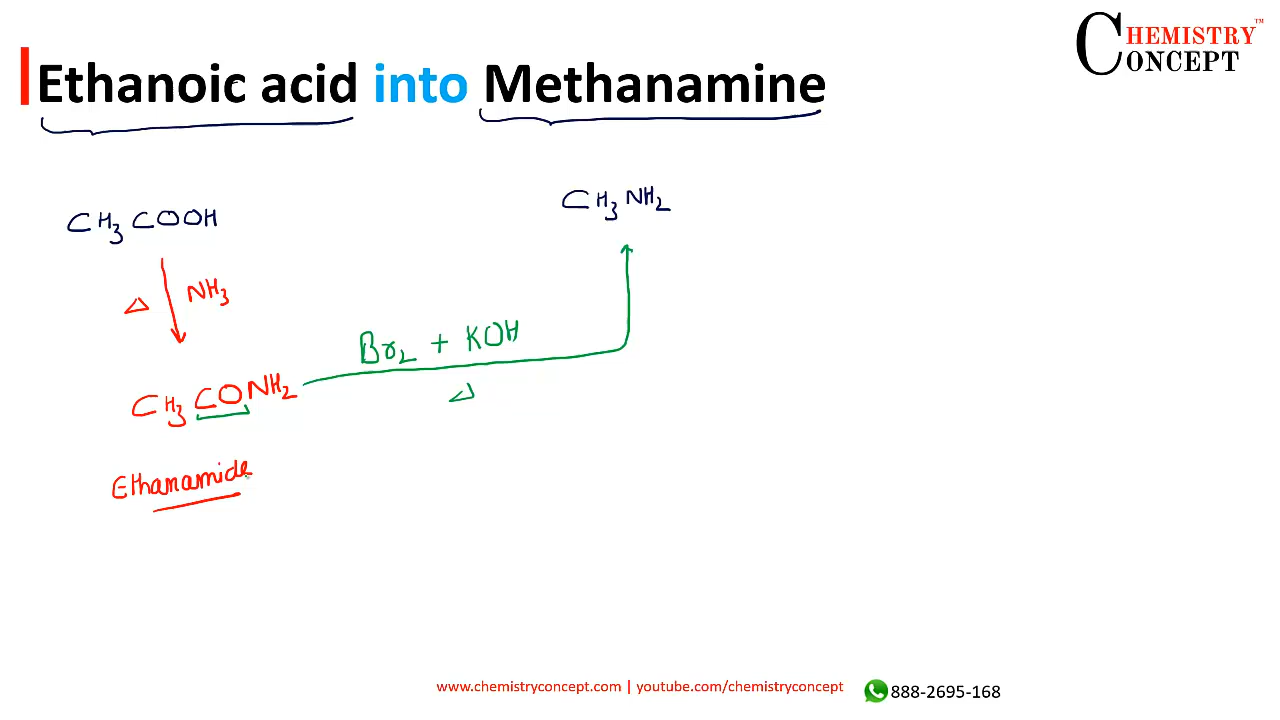 CHEMISTRY™
CONCEPT
Ethanoic acid into Methanamine
CH3COOH
CH3NH2
Δ NH3
Br2 + KOH
Δ
CH3CONH2
Ethanamide
www.chemistryconcept.com | youtube.com/chemistryconcept 888-2695-168